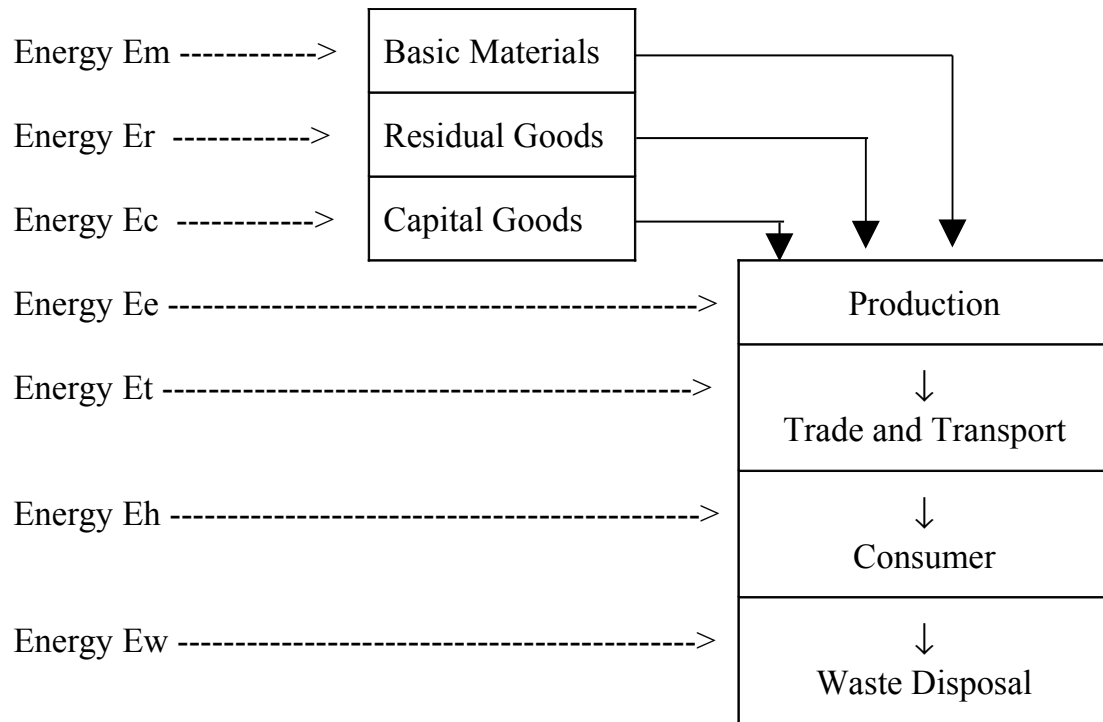 Energy Em ----------->  Basic Materials
Energy Er ----------->  Residual Goods
Energy Ec ----------->  Capital Goods
Energy Ee ------------------------------------------->  Production
Energy Et ------------------------------------------->  ↓
Trade and Transport
Energy Eh ------------------------------------------->  ↓
Consumer
Energy Ew ------------------------------------------->  ↓
Waste Disposal